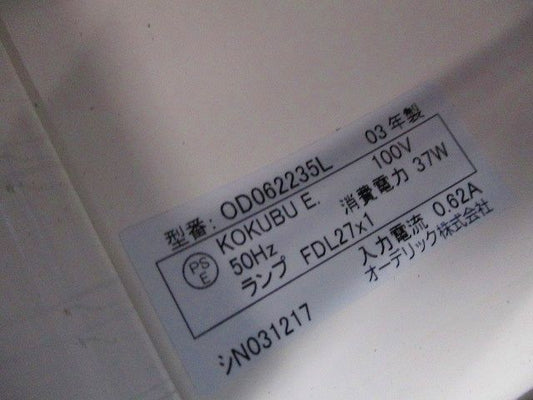 型番: OD062235L 03年製
PS E KOKUBU E. 100V
50Hz 消費電力 37W
ランプ FDL27x1
入力電流 0.62A
オーデリック株式会社
シN031217